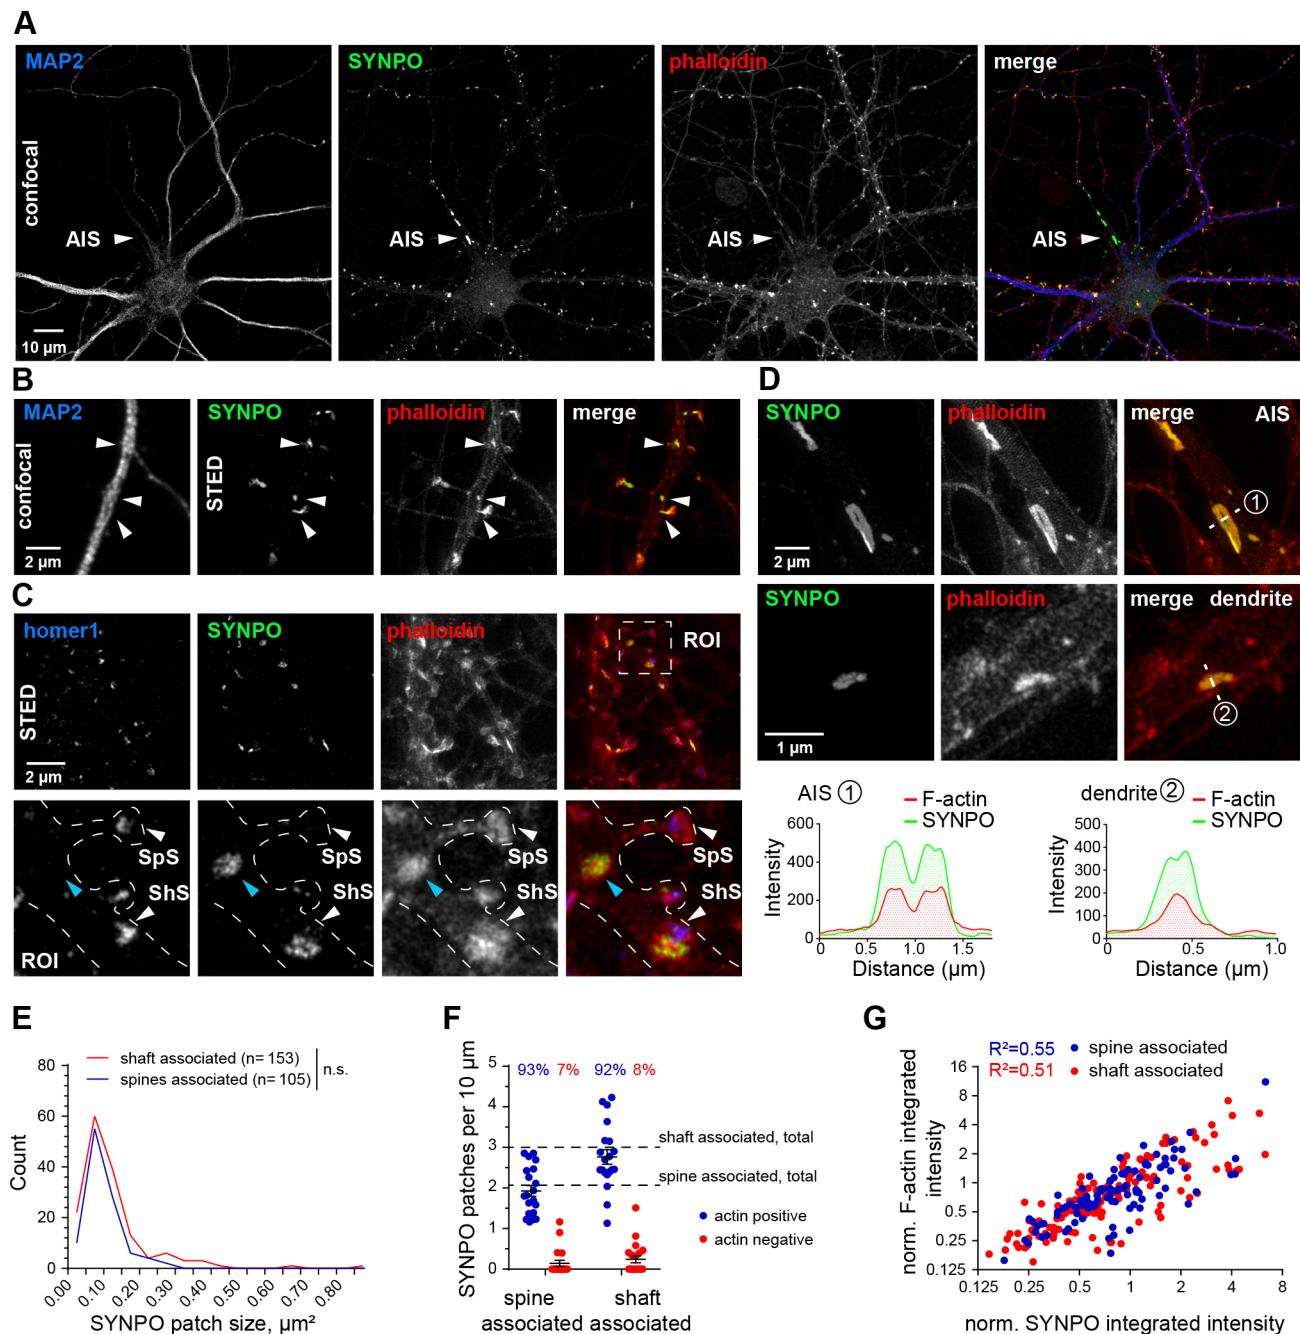 A
MAP2 SYNPO phalloidin merge
confocal
AIS AIS AIS AIS
10 µm
B
MAP2 SYNPO phalloidin merge
confocal STED
2 µm
C
homer1 SYNPO phalloidin ROI
STED
2 µm
SpS SpS SpS SpS
ShS ShS ShS ShS
ROI
D
SYNPO phalloidin merge AIS
1
2 µm
SYNPO phalloidin merge dendrite
2
1 µm
AIS 1
F-actin
SYNPO
Intensity
600
400
200
0
0 0.5 1.0 1.5
Distance (µm)
dendrite 2
F-actin
SYNPO
Intensity
500
400
300
200
100
0
0 0.5 1.0
Distance (µm)
E
Count
80
60
40
20
0
shaft associated (n= 153)
spines associated (n= 105)
n.s.
0.00 0.10 0.20 0.30 0.40 0.50 0.60 0.70 0.80
SYNPO patch size, µm²
F
SYNPO patches per 10 µm
5
4
3
2
1
0
93% 7% 92% 8%
shaft associated, total
spine associated, total
actin positive
actin negative
spine shaft
associated associated
G
norm. F-actin integrated
intensity
R²=0.55 spine associated
R²=0.51 shaft associated
16
8
4
2
1
0.5
0.25
0.125
0.125 0.25 0.5 1 2 4 8
norm. SYNPO integrated intensity